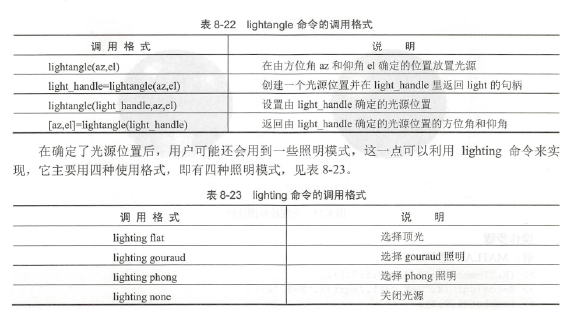 表 8-22 lightangle 命令的调用格式
调 用 格 式 说 明
lightangle(az,el) 在由方位角 az 和仰角 el 确定的位置放置光源
light_handle=lightangle(az,el) 创建一个光源位置并在 light_handle 里返回 light 的句柄
lightanglc(light_handle,az,el) 设置由 light_handle 确定的光源位置
[az,el]=lightangle(light_handle) 返回由 light_handle 确定的光源位置的方位角和仰角
在确定了光源位置后，用户可能还会用到一些照明模式，这一点可以利用 lighting 命令来实
现，它主要用四种使用格式，即有四种照明模式，见表 8-23。
表 8-23 lighting 命令的调用格式
调 用 格 式 说 明
lighting flat 选择顶光
lighting gouraud 选择 gouraud 照明
lighting phong 选择 phong 照明
lighting none 关闭光源